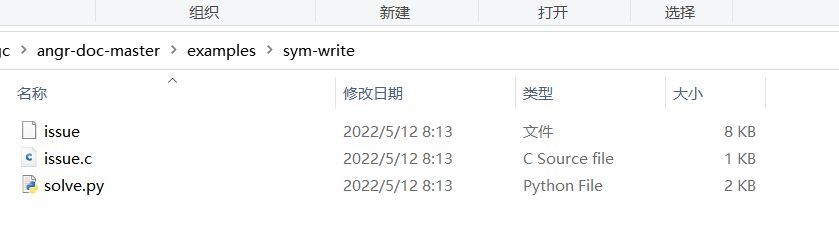 组织 新建 打开 选择
gc > angr-doc-master > examples > sym-write
名称 修改日期 类型 大小
issue 2022/5/12 8:13 文件 8 KB
issue.c 2022/5/12 8:13 C Source file 1 KB
solve.py 2022/5/12 8:13 Python File 2 KB